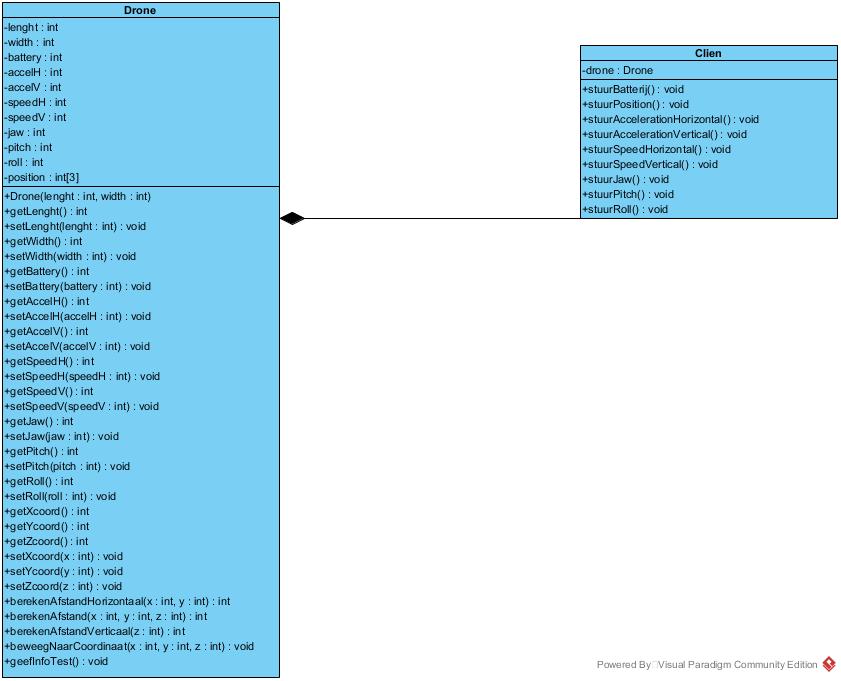 Drone
-lenght : int
-width : int
-battery : int
-accelH : int
-accelV : int
-speedH : int
-speedV : int
-jaw : int
-pitch : int
-roll : int
-position : int[3]
+Drone(lenght : int, width : int)
+getLenght() : int
+setLenght(lenght : int) : void
+getWidth() : int
+setWidth(width : int) : void
+getBattery() : int
+setBattery(battery : int) : void
+getAccelH() : int
+setAccelH(accelH : int) : void
+getAccelV() : int
+setAccelV(accelV : int) : void
+getSpeedH() : int
+setSpeedH(speedH : int) : void
+getSpeedV() : int
+setSpeedV(speedV : int) : void
+getJaw() : int
+setJaw(jaw : int) : void
+getPitch() : int
+setPitch(pitch : int) : void
+getRoll() : int
+setRoll(roll : int) : void
+getXcoord() : int
+getYcoord() : int
+getZcoord() : int
+setXcoord(x : int) : void
+setYcoord(y : int) : void
+setZcoord(z : int) : void
+berekenAfstandHorizontaal(x : int, y : int) : int
+berekenAfstand(x : int, y : int, z : int) : int
+berekenAfstandVerticaal(z : int) : int
+beweegNaarCoordinaat(x : int, y : int, z : int) : void
+geefInfoTest() : void
Clien
-drone : Drone
+stuurBatterij() : void
+stuurPosition() : void
+stuurAccelerationHorizontal() : void
+stuurAccelerationVertical() : void
+stuurSpeedHorizontal() : void
+stuurSpeedVertical() : void
+stuurJaw() : void
+stuurPitch() : void
+stuurRoll() : void
Powered By Visual Paradigm Community Edition